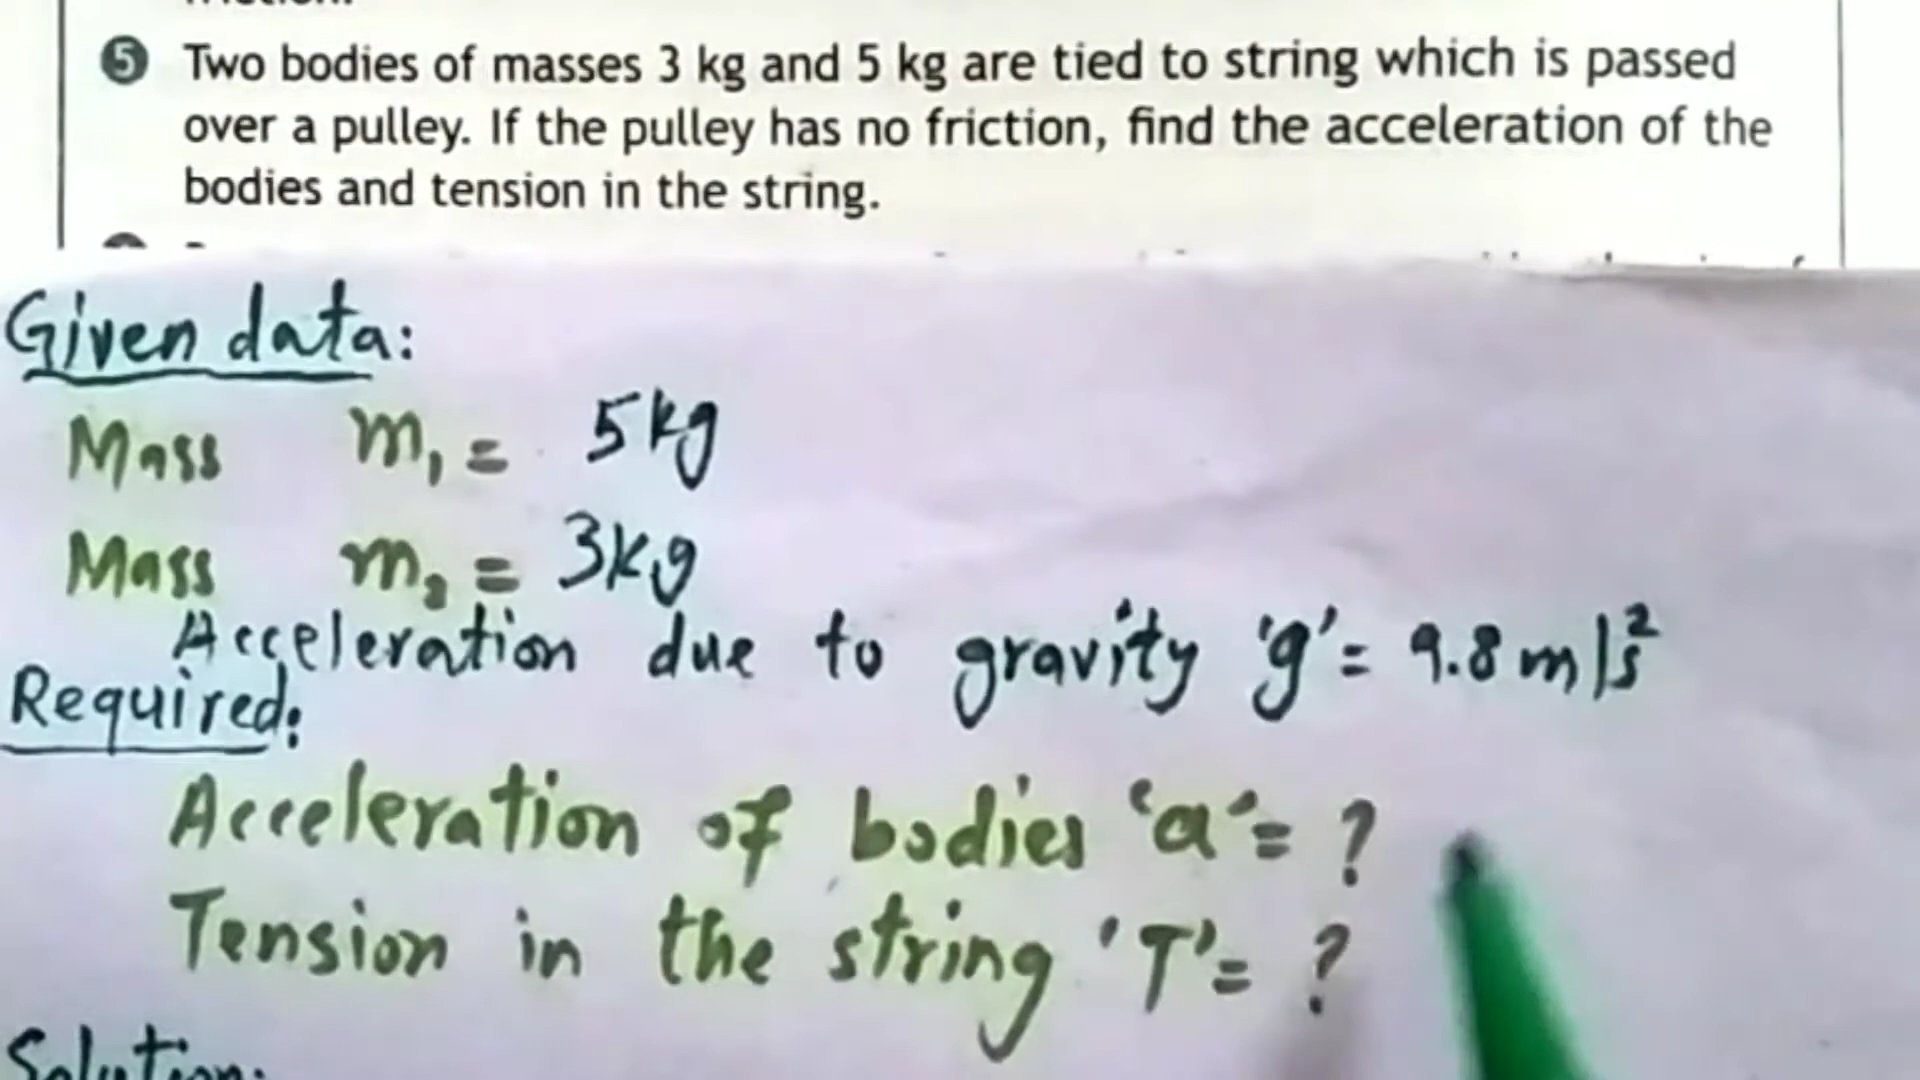 5 Two bodies of masses 3 kg and 5 kg are tied to string which is passed
over a pulley. If the pulley has no friction, find the acceleration of the
bodies and tension in the string.
Given data:
Mass m₁ = 5kg
Mass m₂ = 3kg
Acceleration due to gravity 'g' = 9.8 m/s²
Required:
Acceleration of bodies 'a' = ?
Tension in the string 'T' = ?
Solution: